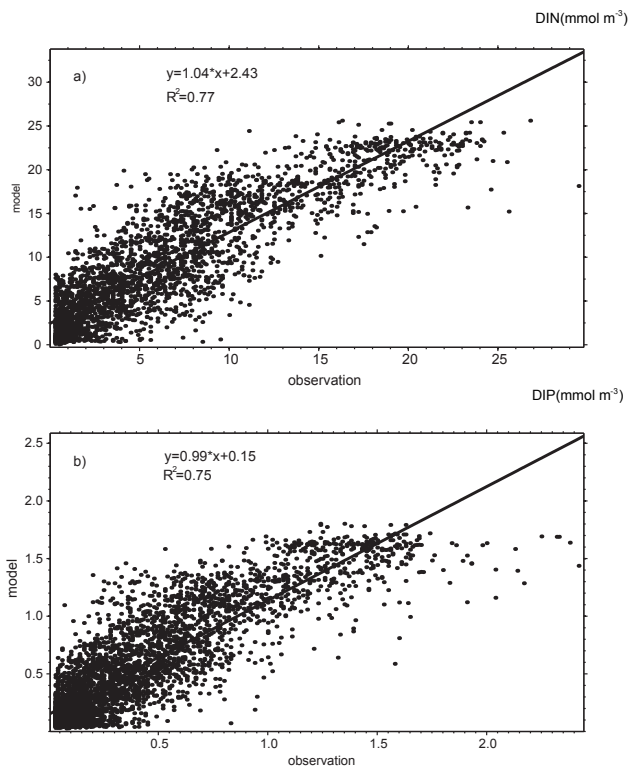 DIN(mmol m⁻³)
a)
y=1.04*x+2.43
R²=0.77
model
30
25
20
15
10
5
0
5 10 15 20 25
observation
DIP(mmol m⁻³)
b)
y=0.99*x+0.15
R²=0.75
model
2.5
2.0
1.5
1.0
0.5
0.5 1.0 1.5 2.0
observation